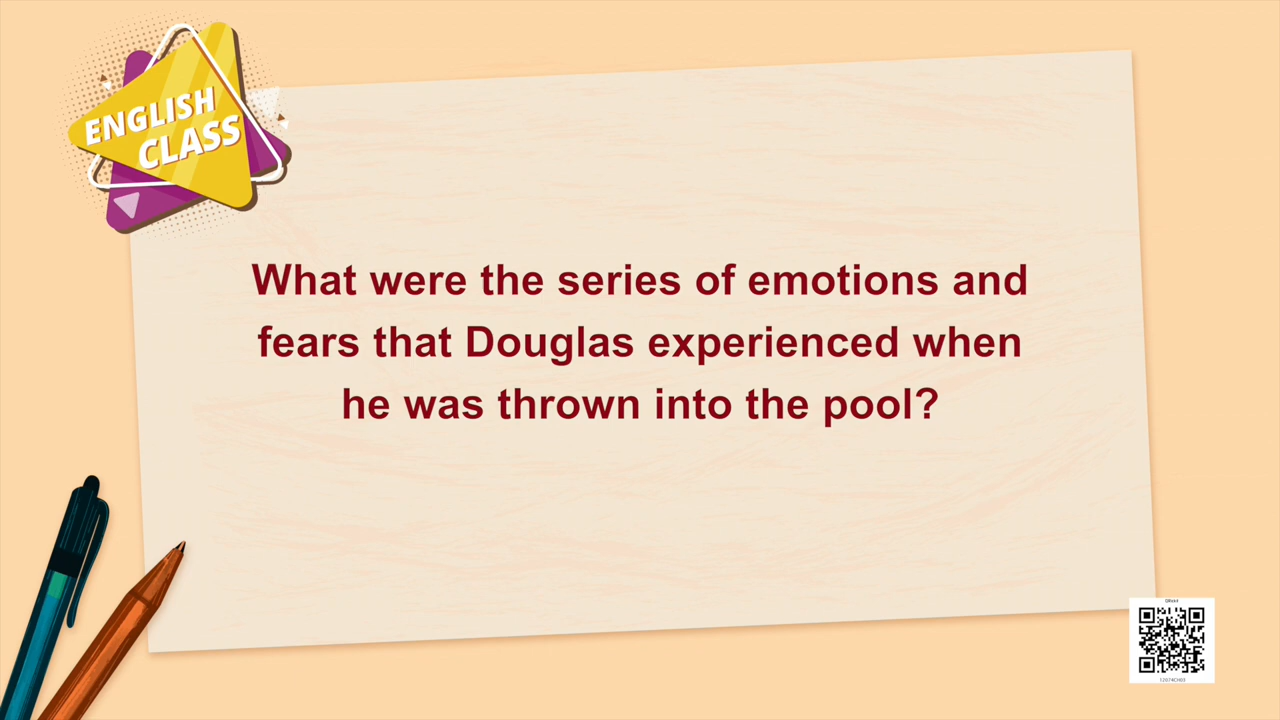 ENGLISH
CLASS
What were the series of emotions and
fears that Douglas experienced when
he was thrown into the pool?